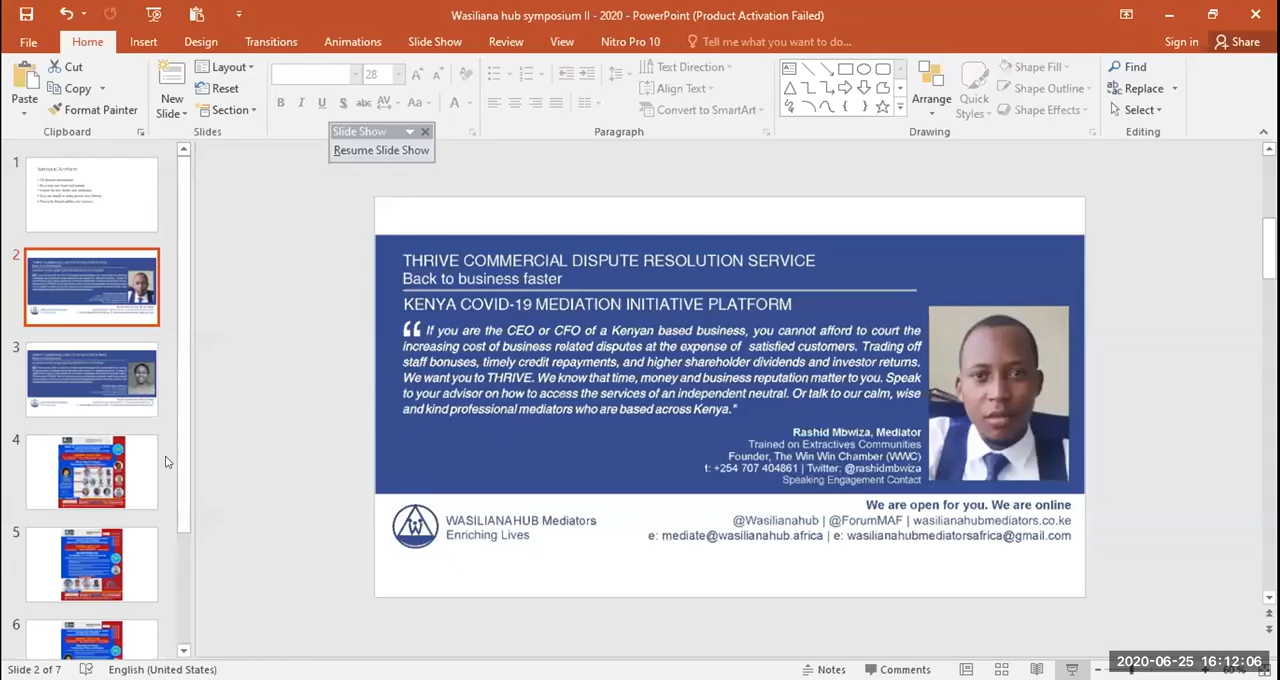 Wasiliana hub symposium II - 2020 - PowerPoint (Product Activation Failed)
File Home Insert Design Transitions Animations Slide Show Review View Nitro Pro 10 Tell me what you want to do... Sign in Share
Paste Cut Copy Format Painter Clipboard
New Slide Layout Reset Section Slides
28
B I U S abc AV Aa A
Slide Show
Resume Slide Show
Text Direction
Align Text
Convert to SmartArt
Paragraph
Arrange Quick Styles
Shape Fill
Shape Outline
Shape Effects
Drawing
Find
Replace
Select
Editing
1
2
3
4
5
6
THRIVE COMMERCIAL DISPUTE RESOLUTION SERVICE
Back to business faster
KENYA COVID-19 MEDIATION INITIATIVE PLATFORM
“ If you are the CEO or CFO of a Kenyan based business, you cannot afford to court the
increasing cost of business related disputes at the expense of satisfied customers. Trading off
staff bonuses, timely credit repayments, and higher shareholder dividends and investor returns.
We want you to THRIVE. We know that time, money and business reputation matter to you. Speak
to your advisor on how to access the services of an independent neutral. Or talk to our calm, wise
and kind professional mediators who are based across Kenya."
Rashid Mbwiza, Mediator
Trained on Extractives Communities
Founder, The Win Win Chamber (WWC)
t: +254 707 404861 | Twitter: @rashidmbwiza
Speaking Engagement Contact
WASILIANAHUB Mediators
Enriching Lives
We are open for you. We are online
@Wasilianahub | @ForumMAF | wasilianahubmediators.co.ke
e: mediate@wasilianahub.africa | e: wasilianahubmediatorsafrica@gmail.com
Slide 2 of 7 English (United States) Notes Comments
2020-06-25 16:12:06